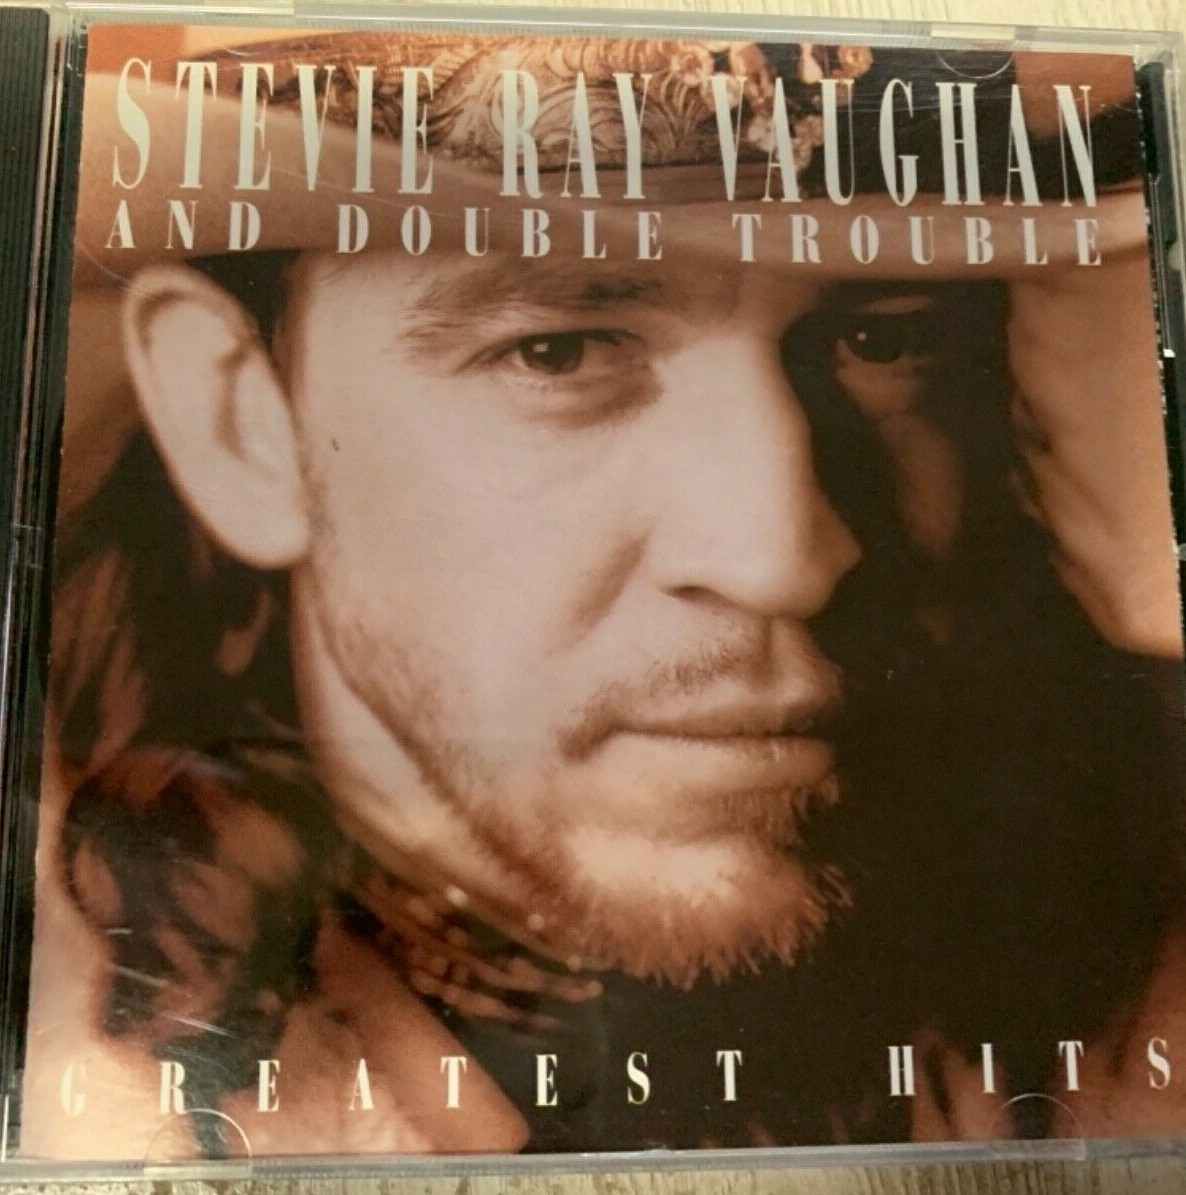 STEVIE RAY VAUGHAN
AND DOUBLE TROUBLE
GREATEST HITS